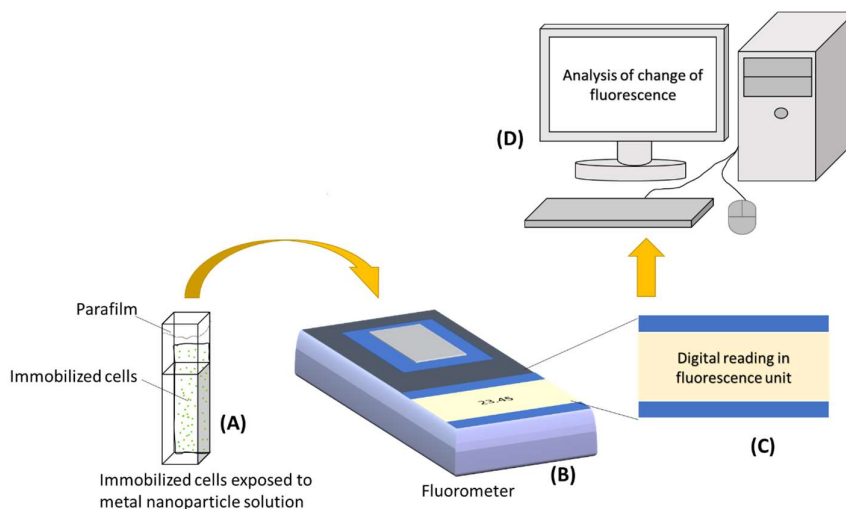 Analysis of change of
fluorescence
(D)
Parafilm
Immobilized cells
(A)
Immobilized cells exposed to
metal nanoparticle solution
23.45
(B)
Fluorometer
Digital reading in
fluorescence unit
(C)